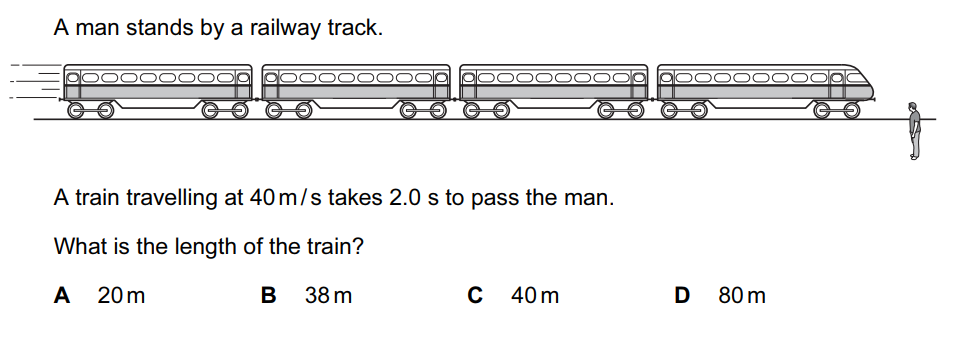 A man stands by a railway track.
A train travelling at 40 m/s takes 2.0 s to pass the man.
What is the length of the train?
A 20 m B 38 m C 40 m D 80 m